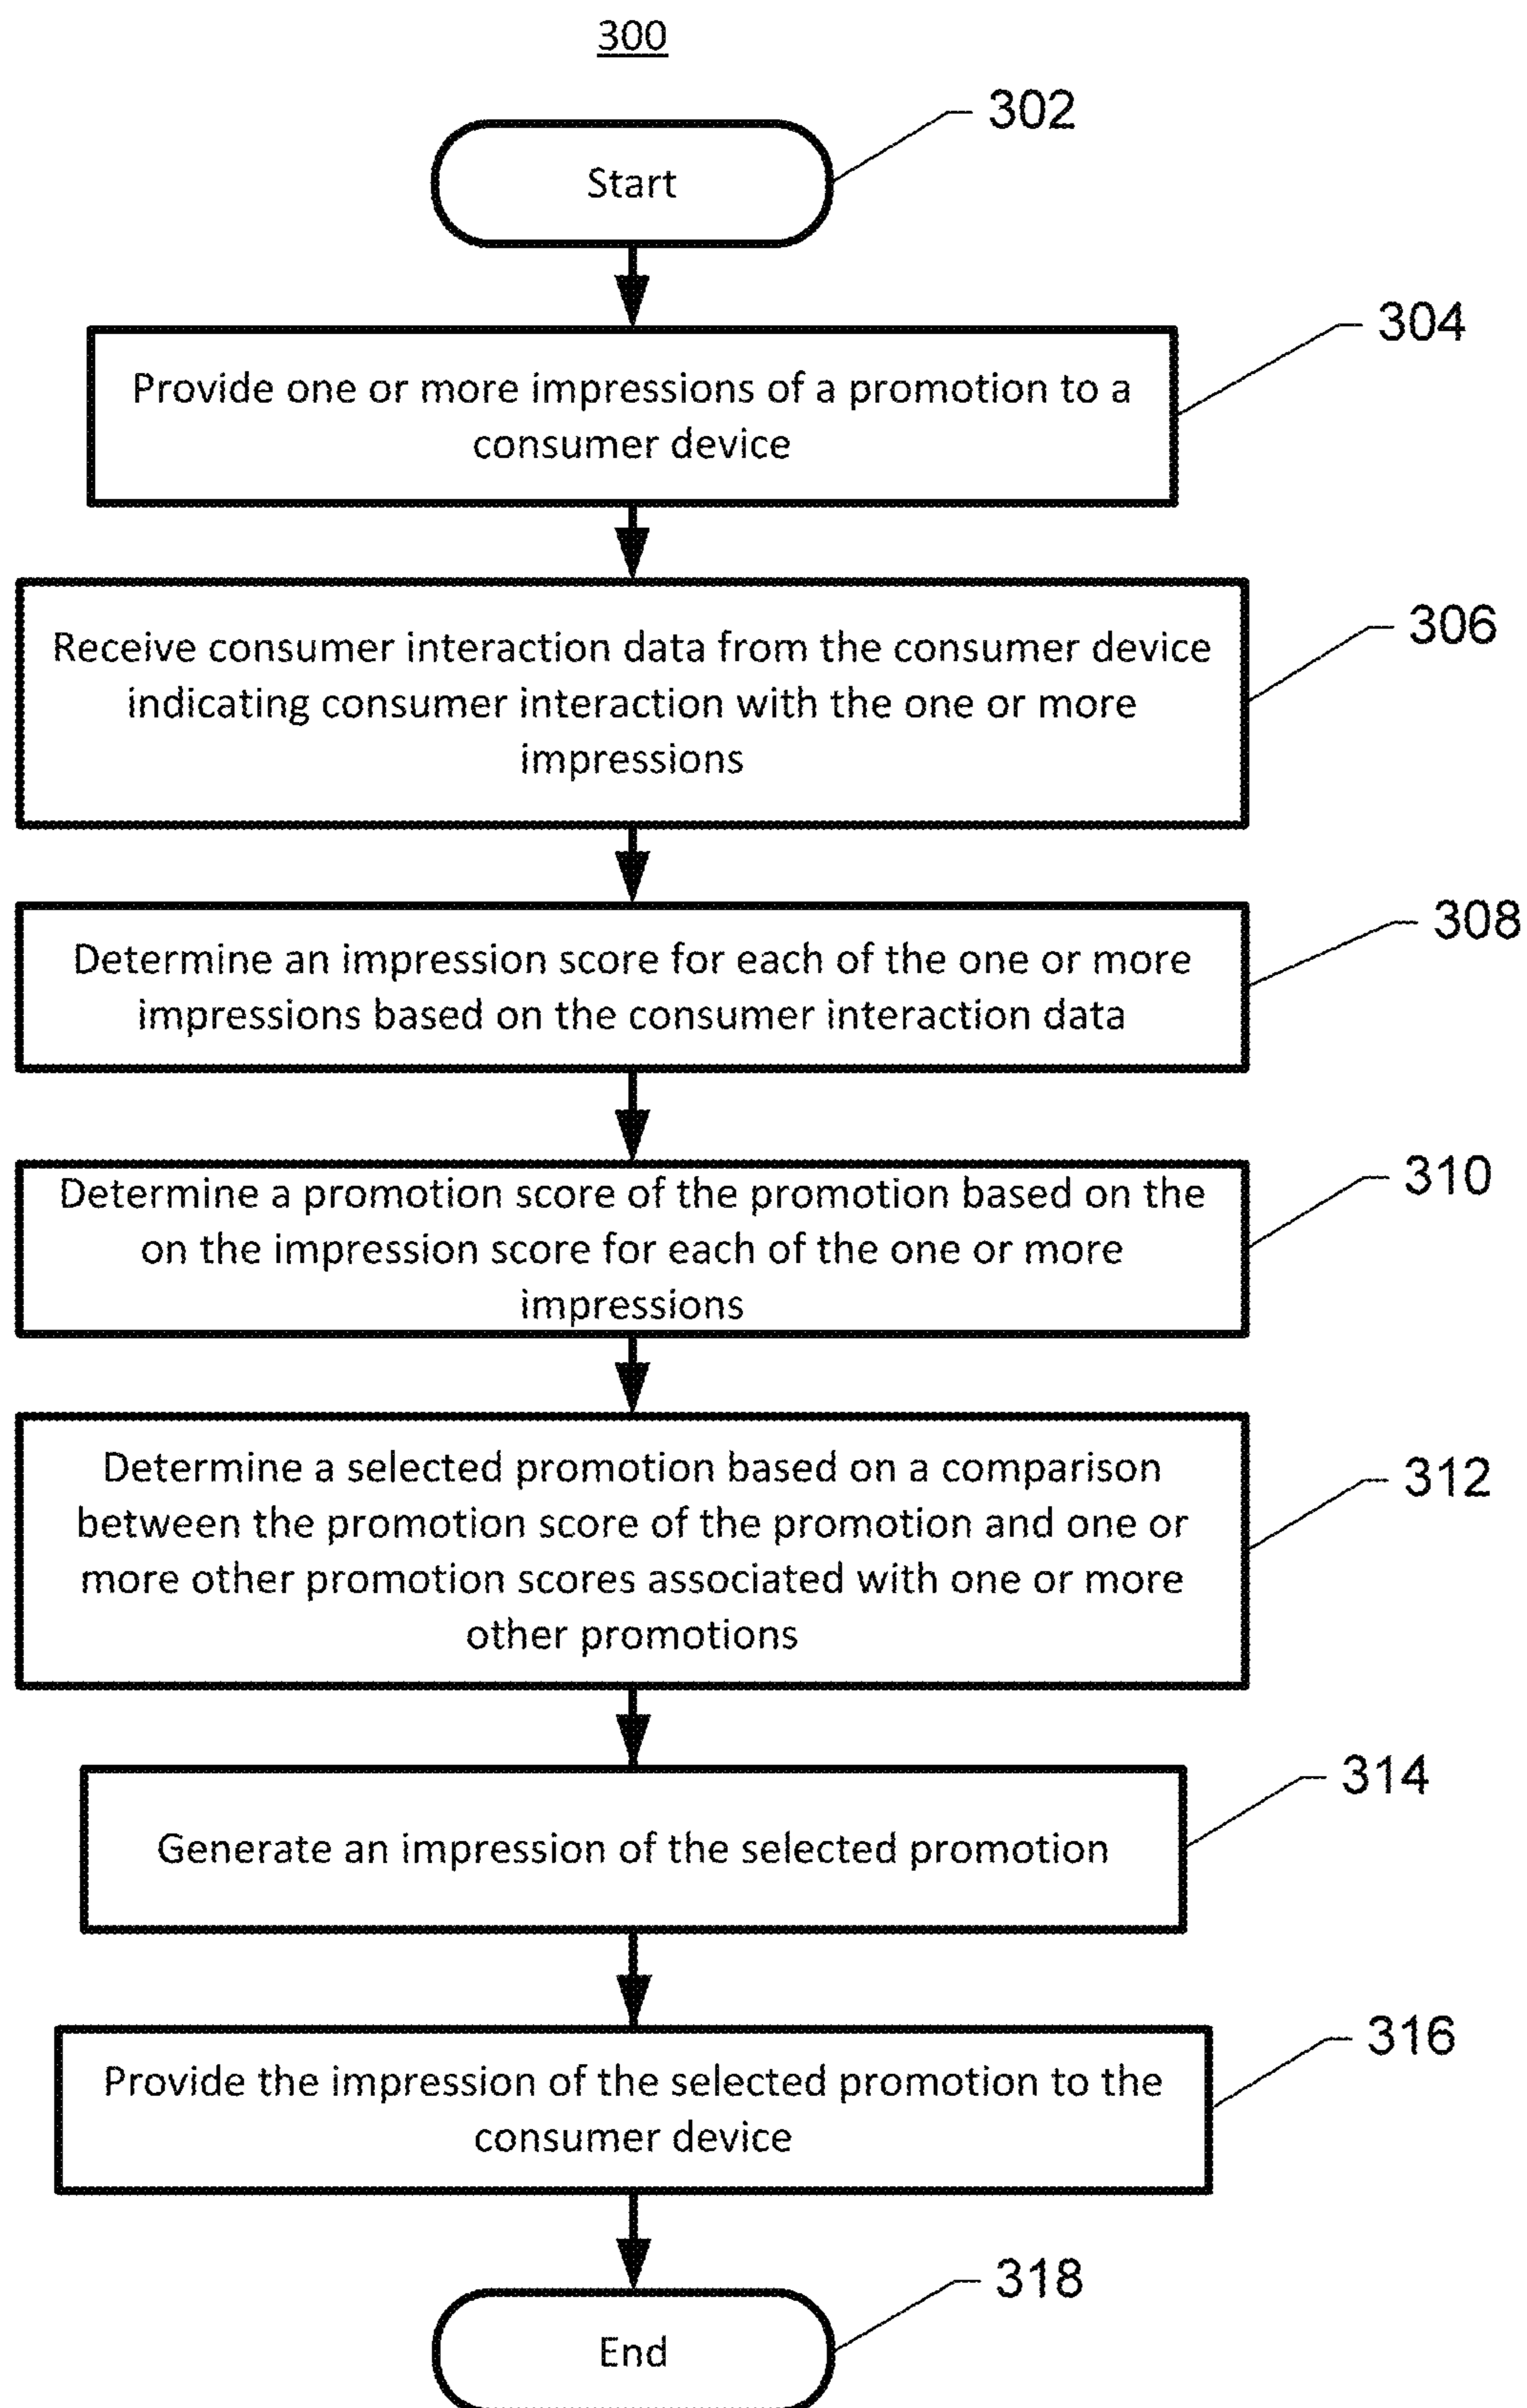 300
302
Start
304
Provide one or more impressions of a promotion to a
consumer device
306
Receive consumer interaction data from the consumer device
indicating consumer interaction with the one or more
impressions
308
Determine an impression score for each of the one or more
impressions based on the consumer interaction data
310
Determine a promotion score of the promotion based on the
on the impression score for each of the one or more
impressions
312
Determine a selected promotion based on a comparison
between the promotion score of the promotion and one or
more other promotion scores associated with one or more
other promotions
314
Generate an impression of the selected promotion
316
Provide the impression of the selected promotion to the
consumer device
318
End